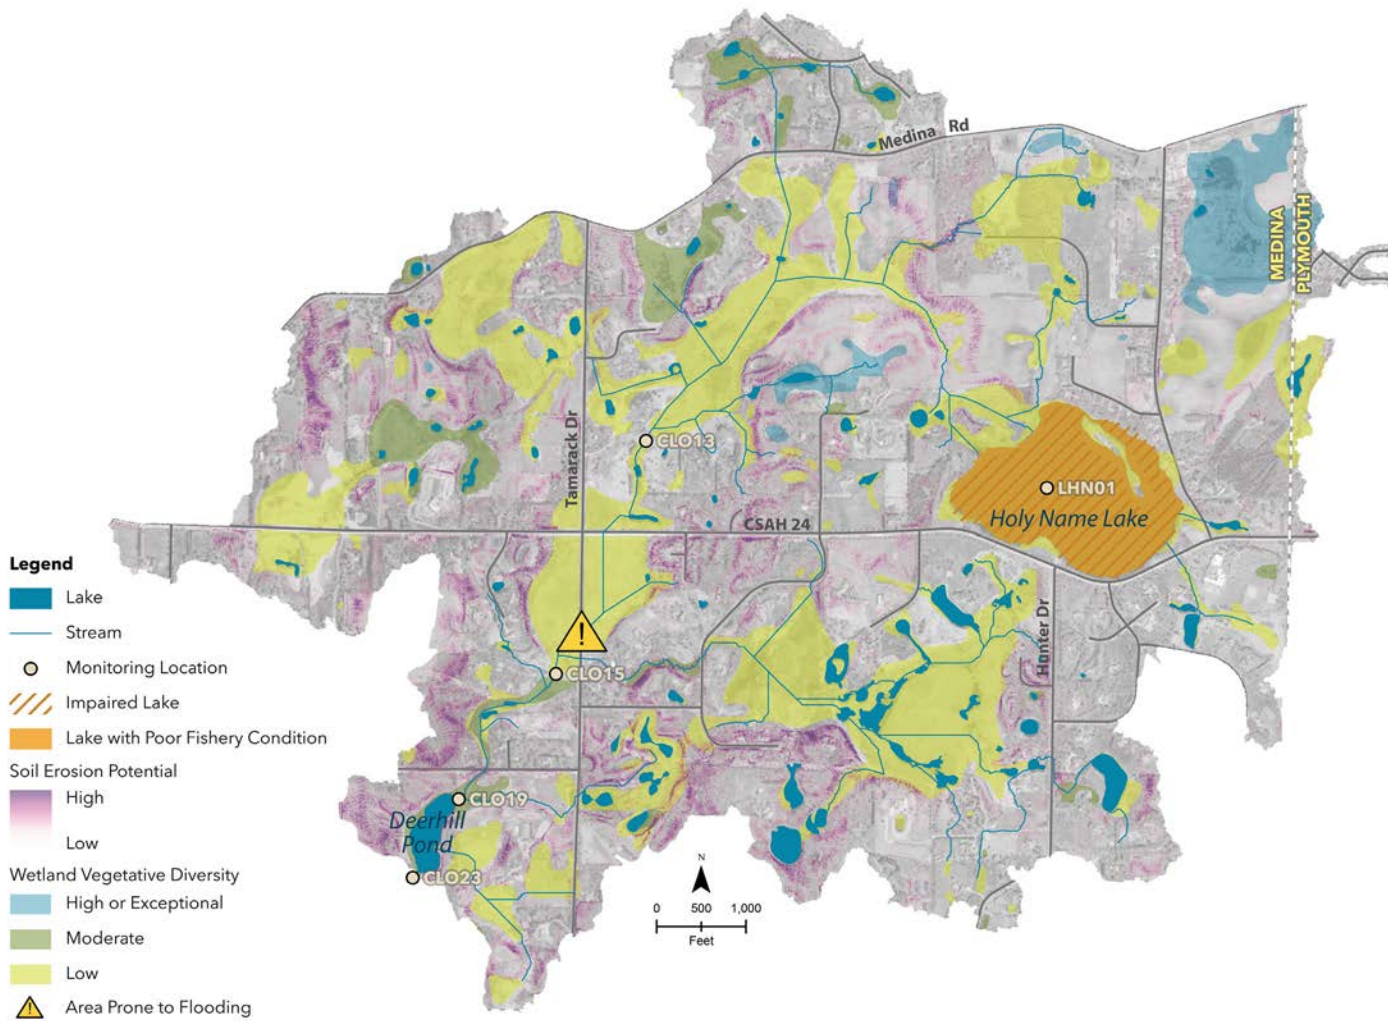 Medina Rd
MEDINA
PLYMOUTH
Tamarack Dr
CLO13
LHN01
Holy Name Lake
CSAH 24
Hunter Dr
CLO15
CLO19
Deerhill
Pond
CLO23
N
0 500 1,000
Feet
Legend
Lake
Stream
Monitoring Location
Impaired Lake
Lake with Poor Fishery Condition
Soil Erosion Potential
High
Low
Wetland Vegetative Diversity
High or Exceptional
Moderate
Low
! Area Prone to Flooding
!